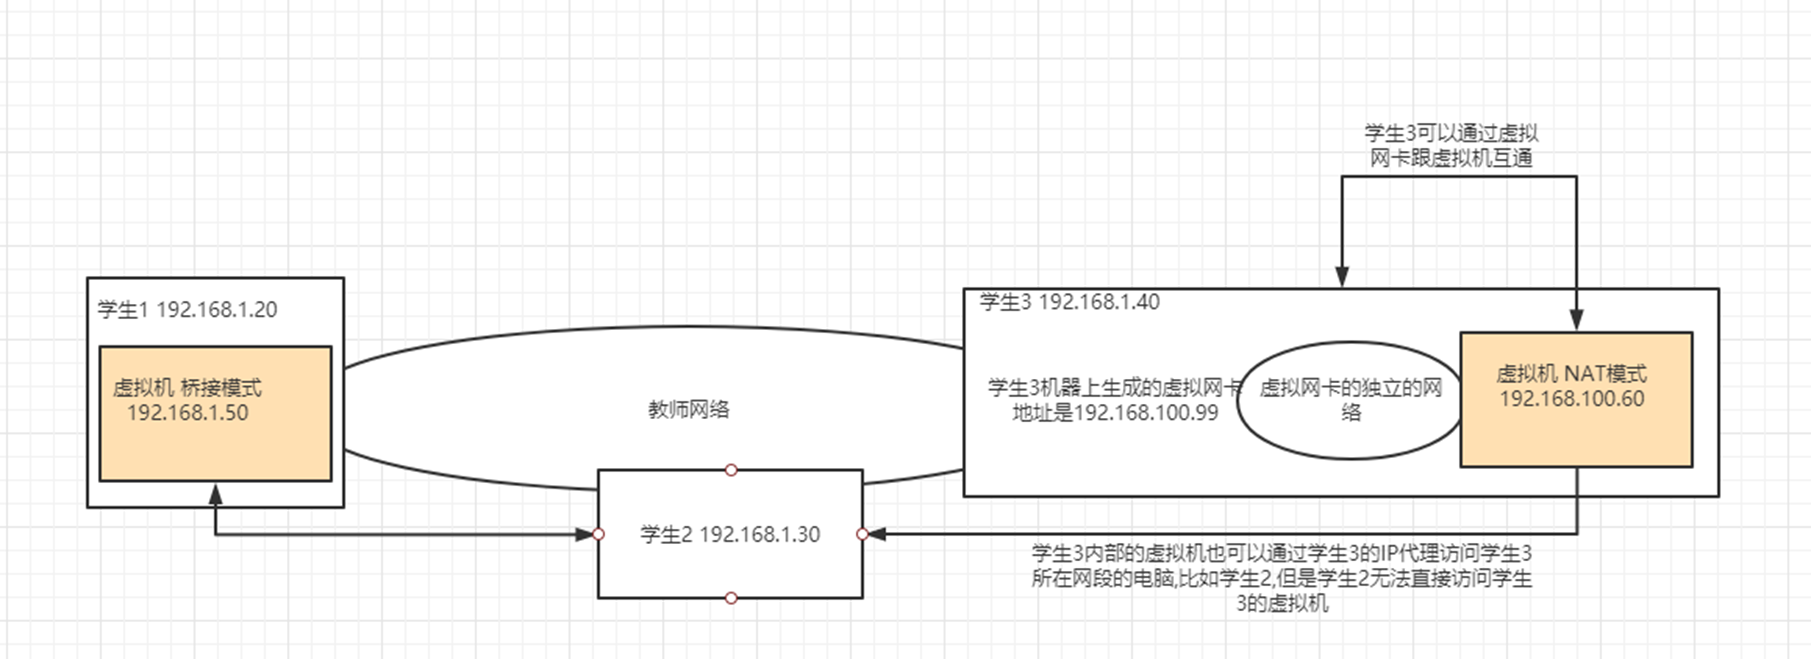 学生3可以通过虚拟
网卡跟虚拟机互通
学生1 192.168.1.20
虚拟机 桥接模式
192.168.1.50
教师网络
学生2 192.168.1.30
学生3 192.168.1.40
学生3机器上生成的虚拟网卡
地址是192.168.100.99
虚拟网卡的独立的网
络
虚拟机 NAT模式
192.168.100.60
学生3内部的虚拟机也可以通过学生3的IP代理访问学生3
所在网段的电脑,比如学生2,但是学生2无法直接访问学生
3的虚拟机